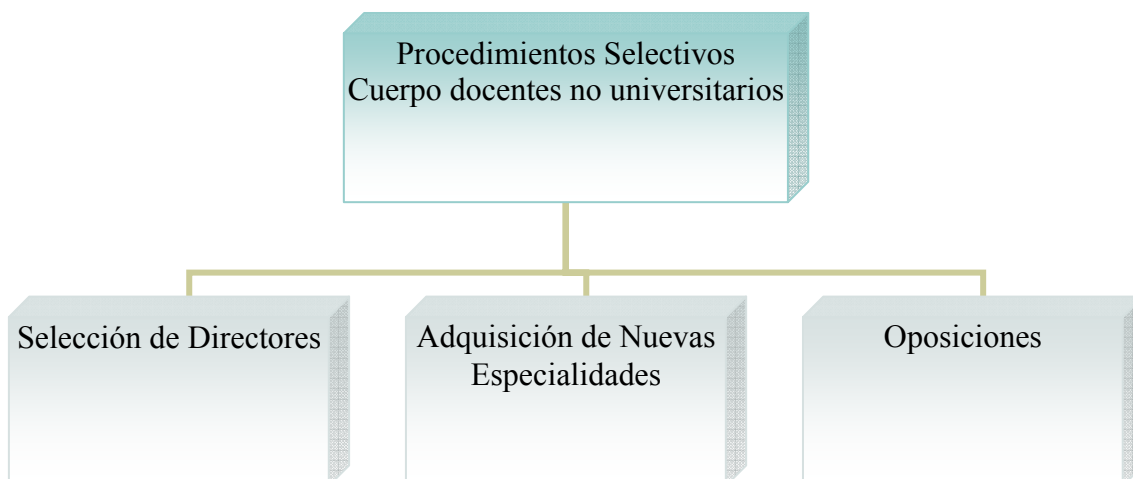 Procedimientos Selectivos
Cuerpo docentes no universitarios
Selección de Directores
Adquisición de Nuevas
Especialidades
Oposiciones